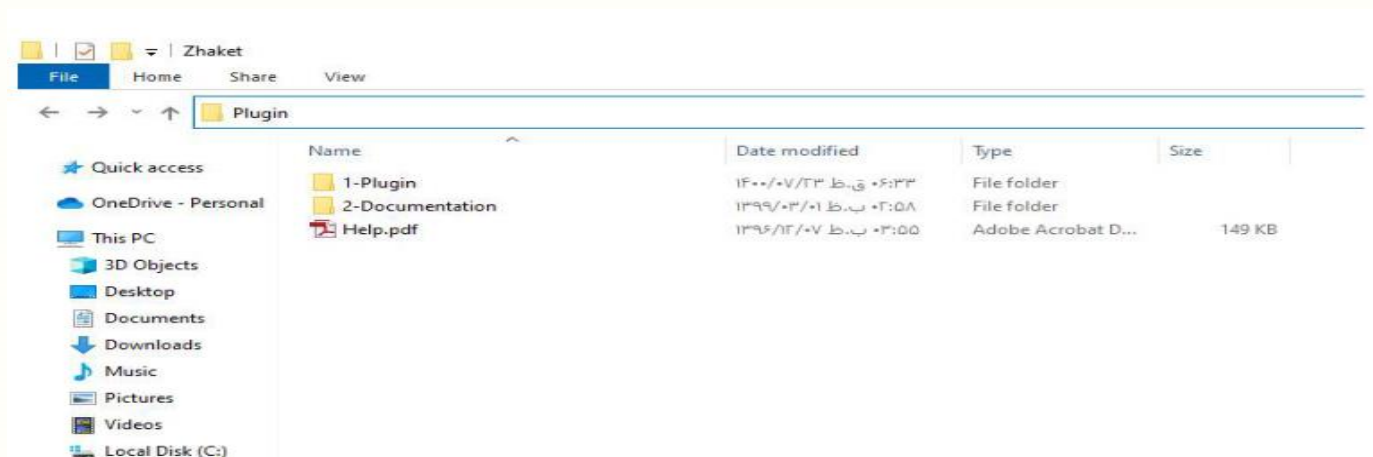 Zhaket
File Home Share View
Plugin
Name Date modified Type Size
Quick access
1-Plugin ۱۴۰۰/۰۷/۲۳ ق.ظ ۰۶:۳۳ File folder
OneDrive - Personal
2-Documentation ۱۳۹۹/۰۳/۰۱ ب.ظ ۰۲:۵۸ File folder
This PC
Help.pdf ۱۳۹۶/۱۲/۰۷ ب.ظ ۰۳:۵۵ Adobe Acrobat D... 149 KB
3D Objects
Desktop
Documents
Downloads
Music
Pictures
Videos
Local Disk (C:)